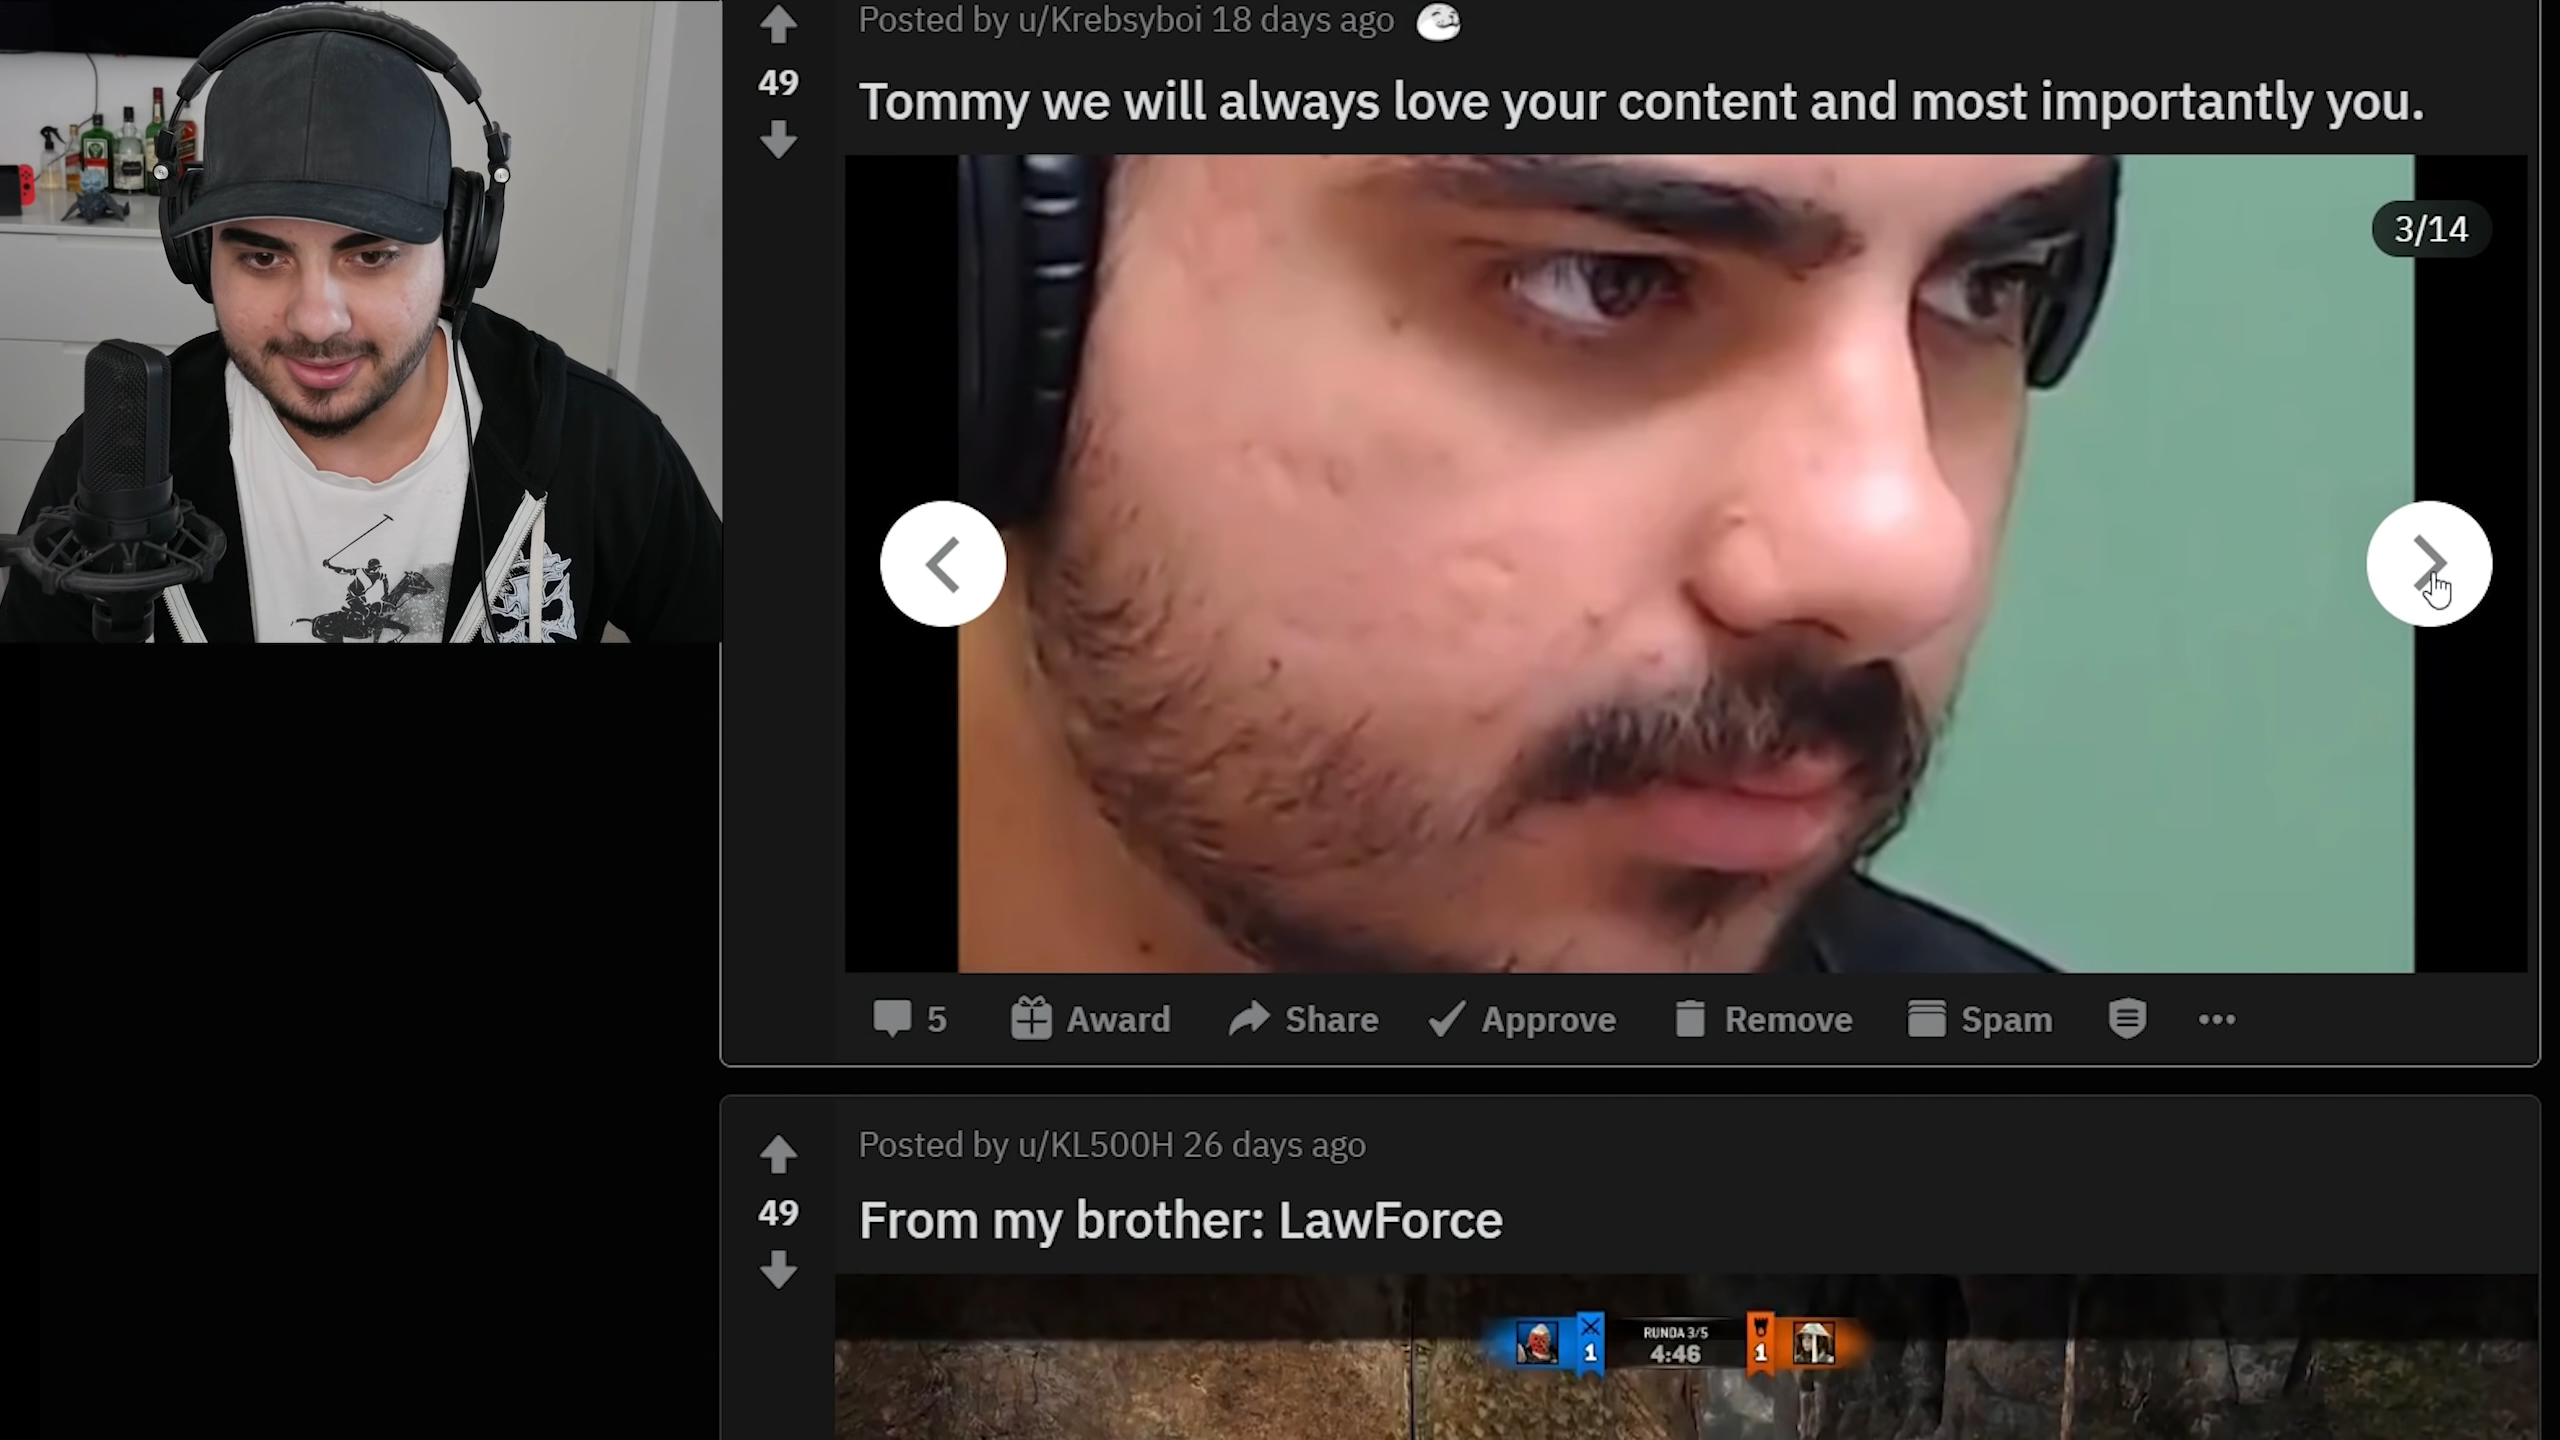 Posted by u/Krebsyboi 18 days ago
49
Tommy we will always love your content and most importantly you.
3/14
5 Award Share Approve Remove Spam
Posted by u/KL500H 26 days ago
49
From my brother: LawForce
1 RUNDA 3/5 1
4:46